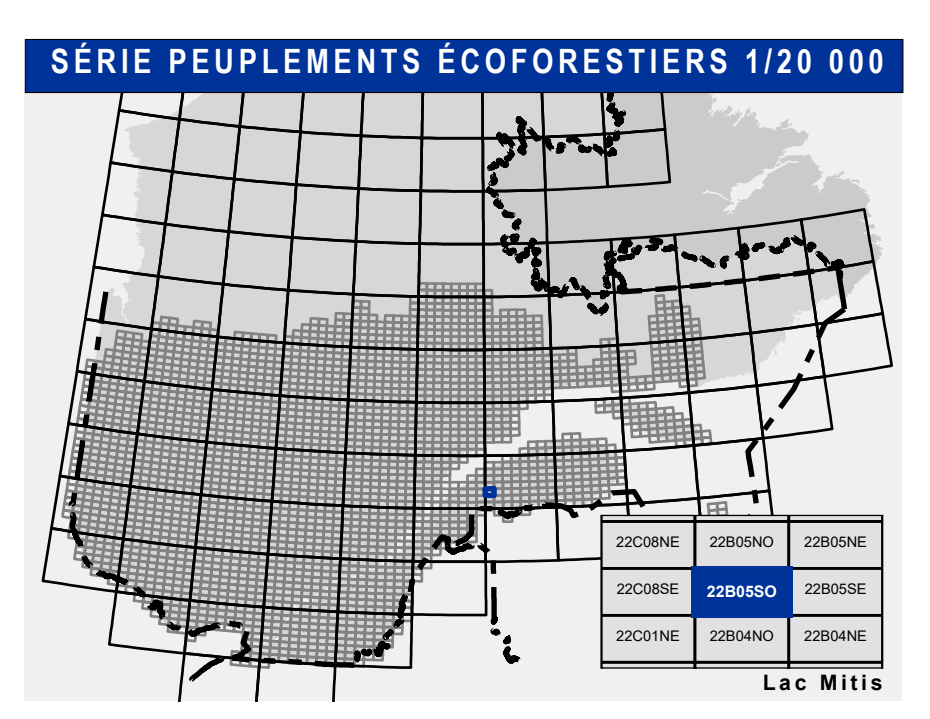 SÉRIE PEUPLEMENTS ÉCOFORESTIERS 1/20 000
22C08NE 22B05NO 22B05NE
22C08SE 22B05SO 22B05SE
22C01NE 22B04NO 22B04NE
Lac Mitis